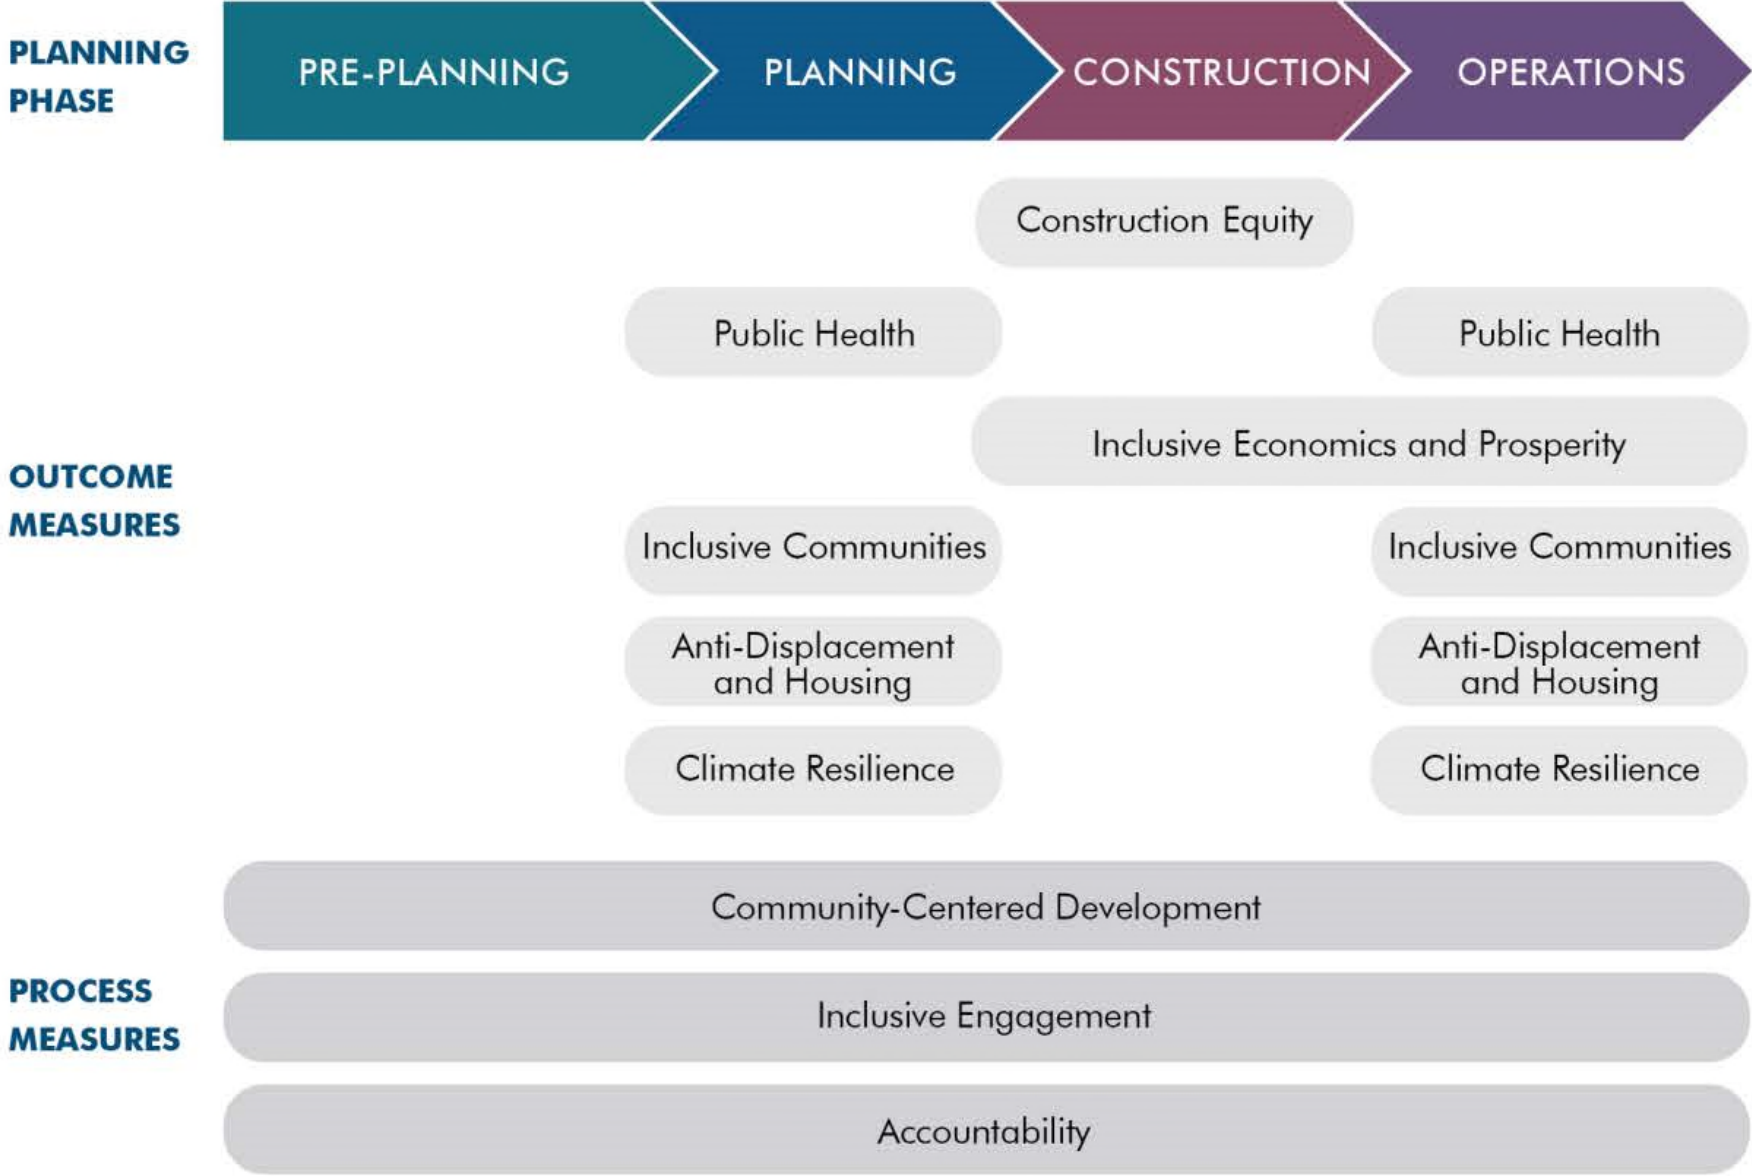 PLANNING
PHASE
PRE-PLANNING
PLANNING
CONSTRUCTION
OPERATIONS
Construction Equity
Public Health
Public Health
Inclusive Economics and Prosperity
OUTCOME
MEASURES
Inclusive Communities
Inclusive Communities
Anti-Displacement
and Housing
Anti-Displacement
and Housing
Climate Resilience
Climate Resilience
Community-Centered Development
PROCESS
MEASURES
Inclusive Engagement
Accountability